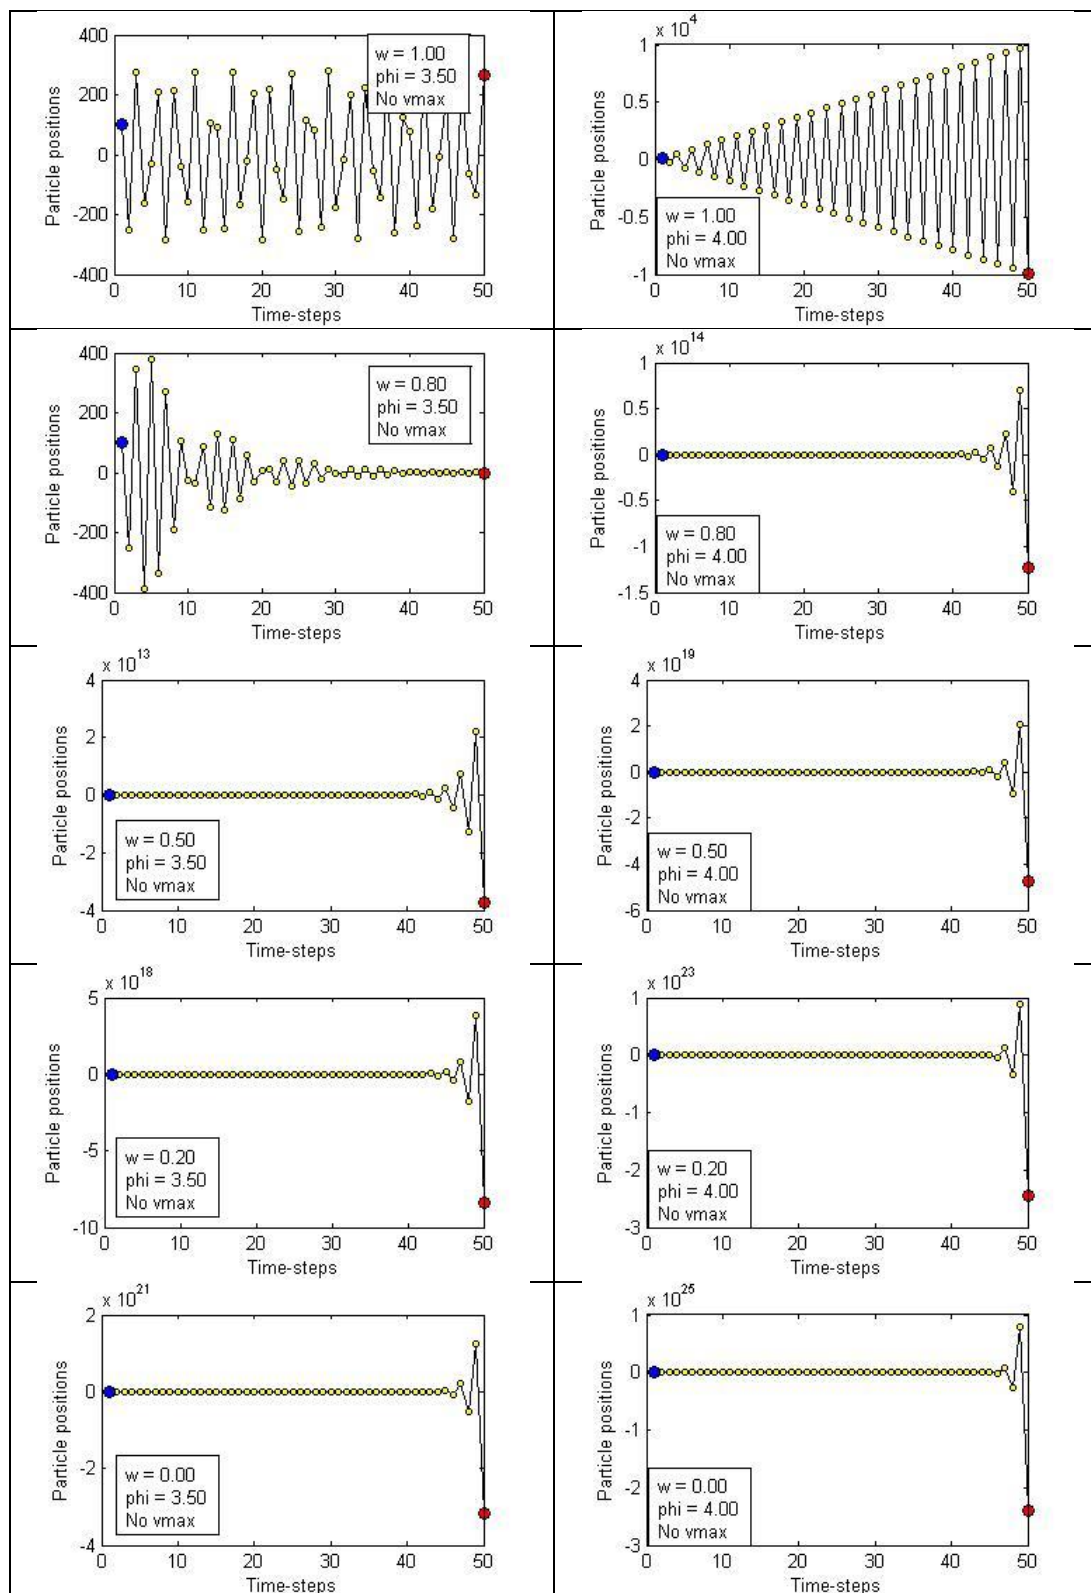 400
200
0
-200
-400
Particle positions
w = 1.00
phi = 3.50
No vmax
0 10 20 30 40 50
Time-steps
x 10^4
1
0.5
0
-0.5
-1
Particle positions
w = 1.00
phi = 4.00
No vmax
0 10 20 30 40 50
Time-steps
400
200
0
-200
-400
Particle positions
w = 0.80
phi = 3.50
No vmax
0 10 20 30 40 50
Time-steps
x 10^14
1
0.5
0
-0.5
-1
-1.5
Particle positions
w = 0.80
phi = 4.00
No vmax
0 10 20 30 40 50
Time-steps
x 10^13
4
2
0
-2
-4
Particle positions
w = 0.50
phi = 3.50
No vmax
0 10 20 30 40 50
Time-steps
x 10^19
4
2
0
-2
-4
-6
Particle positions
w = 0.50
phi = 4.00
No vmax
0 10 20 30 40 50
Time-steps
x 10^18
5
0
-5
-10
Particle positions
w = 0.20
phi = 3.50
No vmax
0 10 20 30 40 50
Time-steps
x 10^23
1
0
-1
-2
-3
Particle positions
w = 0.20
phi = 4.00
No vmax
0 10 20 30 40 50
Time-steps
x 10^21
2
0
-2
-4
Particle positions
w = 0.00
phi = 3.50
No vmax
0 10 20 30 40 50
Time-steps
x 10^25
1
0
-1
-2
-3
Particle positions
w = 0.00
phi = 4.00
No vmax
0 10 20 30 40 50
Time-steps